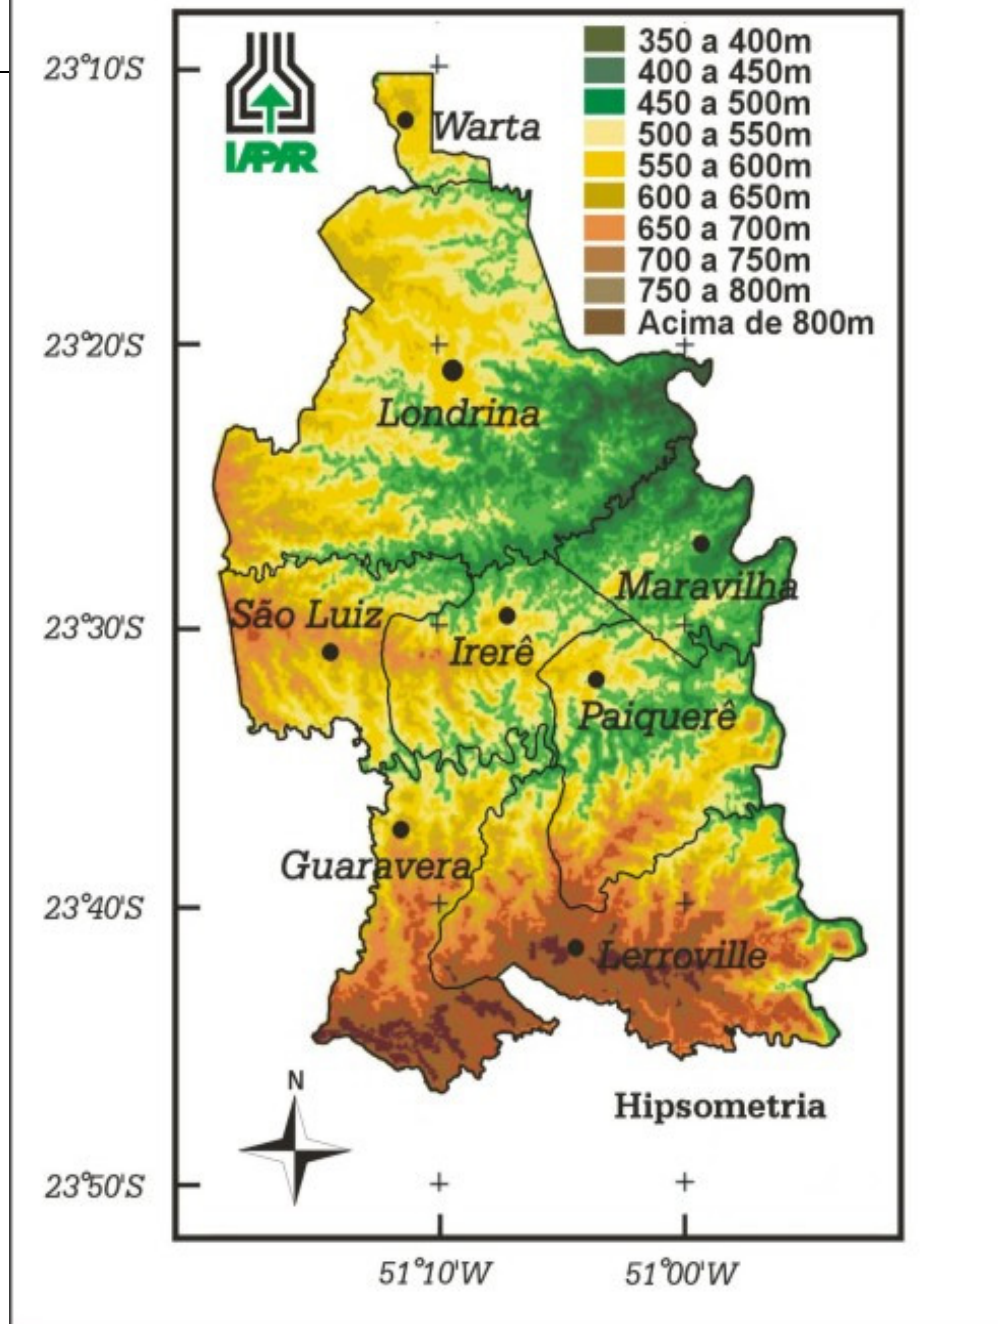 350 a 400m
23°10'S
400 a 450m
450 a 500m
Warta
500 a 550m
IAPAR
550 a 600m
600 a 650m
650 a 700m
700 a 750m
750 a 800m
Acima de 800m
23°20'S
Londrina
Maravilha
São Luiz
23°30'S
Irerê
Paiquerê
Guaravera
23°40'S
Lerroville
N
Hipsometria
23°50'S
51°10'W
51°00'W